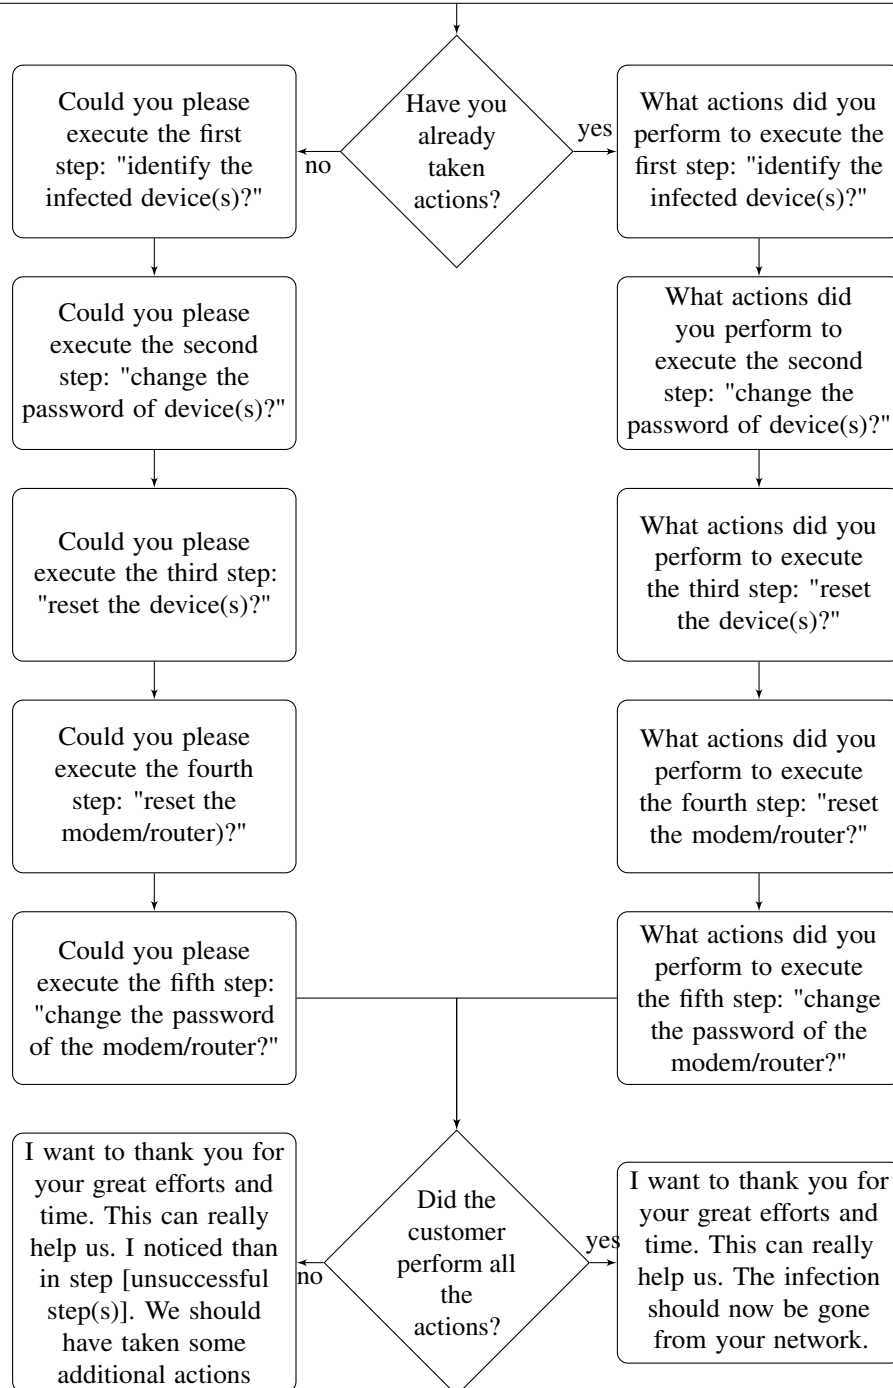 Have you
already
taken
actions?
no
yes
Could you please
execute the first
step: "identify the
infected device(s)?"
What actions did you
perform to execute the
first step: "identify the
infected device(s)?"
Could you please
execute the second
step: "change the
password of device(s)?"
What actions did
you perform to
execute the second
step: "change the
password of device(s)?"
Could you please
execute the third step:
"reset the device(s)?"
What actions did you
perform to execute
the third step: "reset
the device(s)?"
Could you please
execute the fourth
step: "reset the
modem/router)?"
What actions did you
perform to execute
the fourth step: "reset
the modem/router?"
Could you please
execute the fifth step:
"change the password
of the modem/router?"
What actions did you
perform to execute
the fifth step: "change
the password of the
modem/router?"
Did the
customer
perform all
the
actions?
no
yes
I want to thank you for
your great efforts and
time. This can really
help us. I noticed than
in step [unsuccessful
step(s)]. We should
have taken some
additional actions
I want to thank you for
your great efforts and
time. This can really
help us. The infection
should now be gone
from your network.